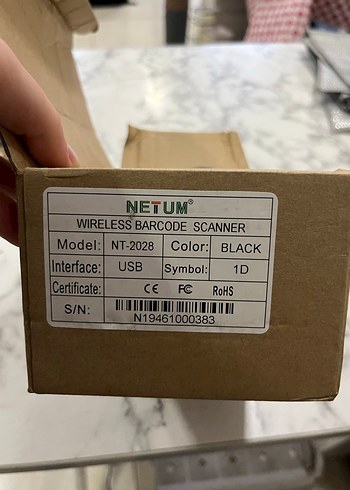 NETUM®
WIRELESS BARCODE SCANNER
Model: NT-2028 Color: BLACK
Interface: USB Symbol: 1D
Certificate: CE FC RoHS
S/N:
N19461000383